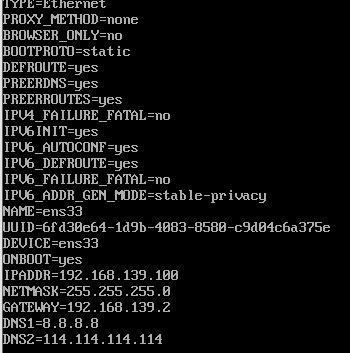 TYPE=Ethernet
PROXY_METHOD=none
BROWSER_ONLY=no
BOOTPROTO=static
DEFROUTE=yes
PREERDNS=yes
PREERROUTES=yes
IPV4_FAILURE_FATAL=no
IPV6INIT=yes
IPV6_AUTOCONF=yes
IPV6_DEFROUTE=yes
IPV6_FAILURE_FATAL=no
IPV6_ADDR_GEN_MODE=stable-privacy
NAME=ens33
UUID=6fd30e64-1d9b-4083-8580-c9d04c6a375e
DEVICE=ens33
ONBOOT=yes
IPADDR=192.168.139.100
NETMASK=255.255.255.0
GATEWAY=192.168.139.2
DNS1=8.8.8.8
DNS2=114.114.114.114